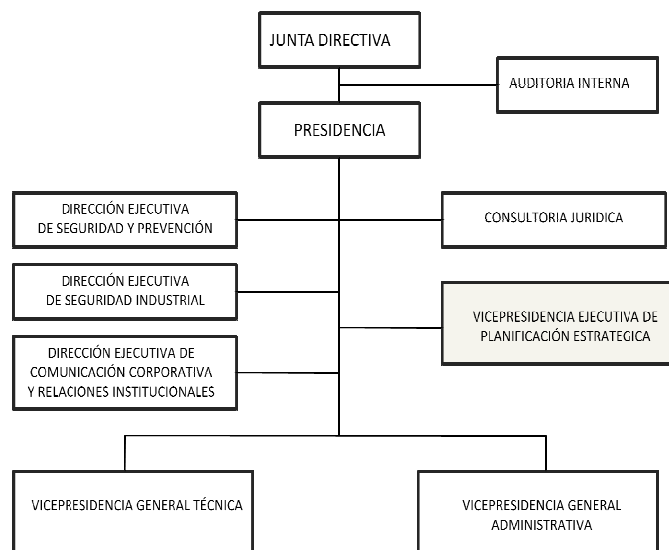 JUNTA DIRECTIVA
AUDITORIA INTERNA
PRESIDENCIA
DIRECCIÓN EJECUTIVA
DE SEGURIDAD Y PREVENCIÓN
CONSULTORIA JURIDICA
DIRECCIÓN EJECUTIVA
DE SEGURIDAD INDUSTRIAL
VICEPRESIDENCIA EJECUTIVA DE
PLANIFICACIÓN ESTRATEGICA
DIRECCIÓN EJECUTIVA DE
COMUNICACIÓN CORPORATIVA
Y RELACIONES INSTITUCIONALES
VICEPRESIDENCIA GENERAL TÉCNICA
VICEPRESIDENCIA GENERAL
ADMINISTRATIVA